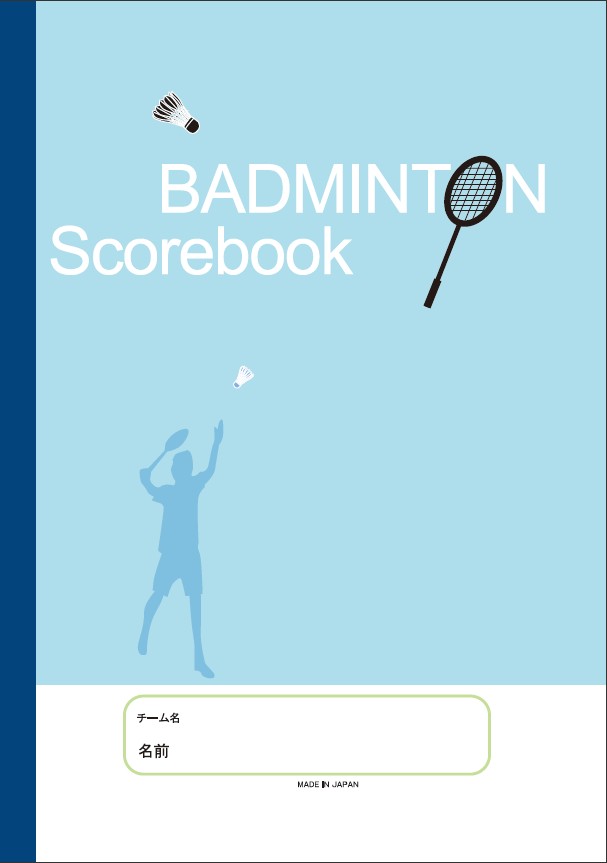 BADMINTON
Scorebook
チーム名
名前
MADE IN JAPAN